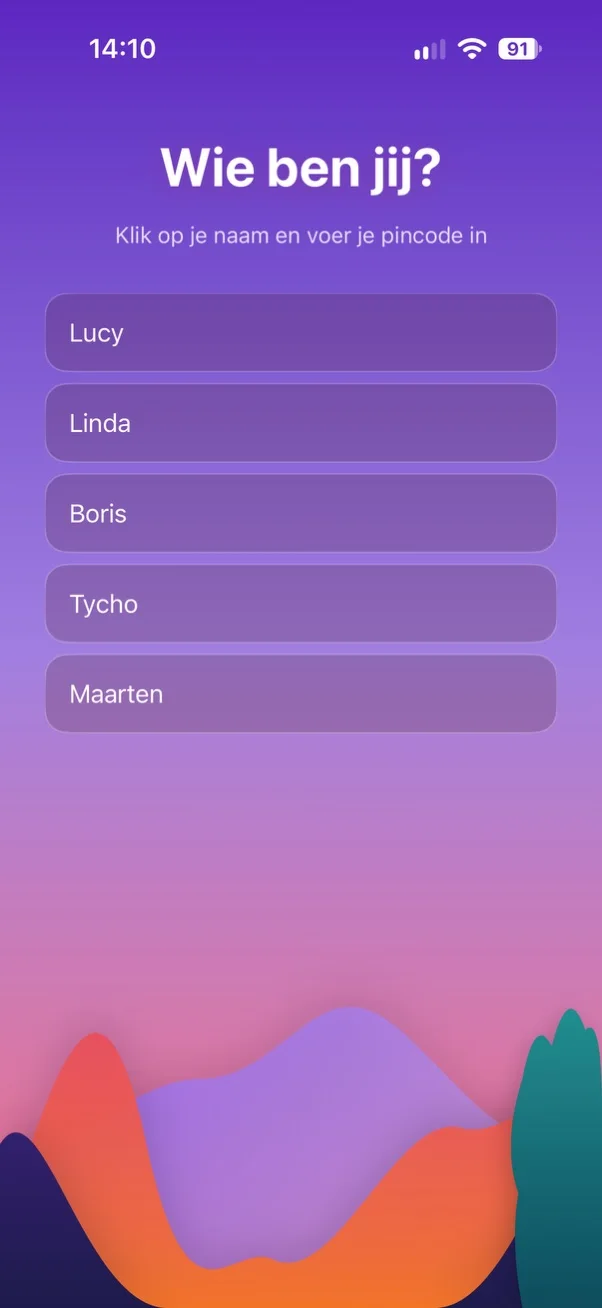 14:10
91
Wie ben jij?
Klik op je naam en voer je pincode in
Lucy
Linda
Boris
Tycho
Maarten